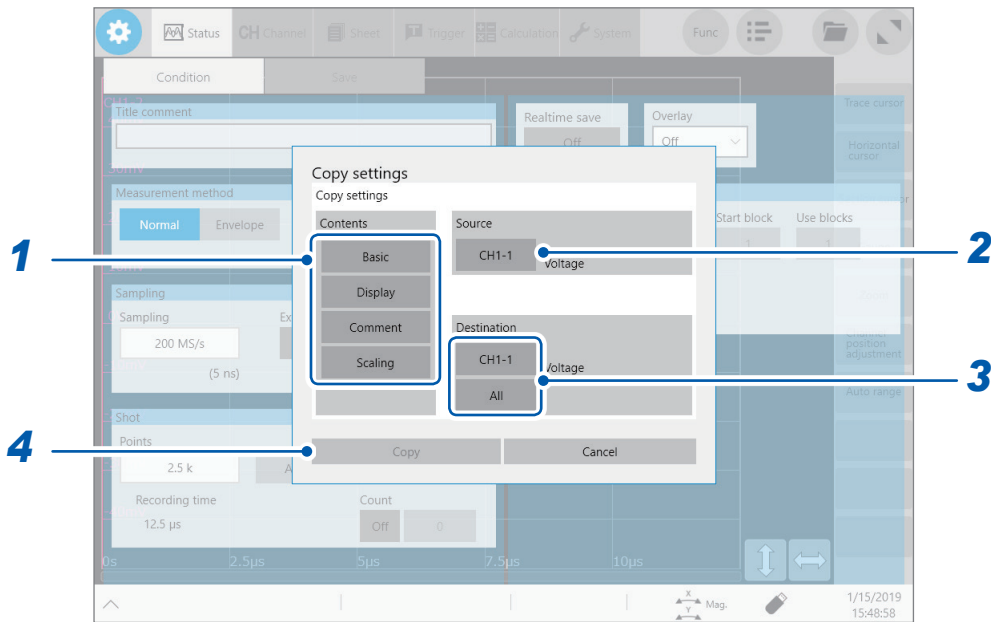 Status CH Channel Sheet Trigger Calculation System Func
Condition Save
Title comment
Realtime save
Off
Overlay
Off
Trace cursor
Horizontal
cursor
Measurement method
Normal Envelope
Start block Use blocks
1 1
Sampling
Sampling Ex
200 MS/s
(5 ns)
Channel
position
adjustment
Auto range
Shot
Points
2.5 k A
Recording time Count
12.5 µs Off 0
Copy settings
Copy settings
Contents
Basic
Display
Comment
Scaling
Source
CH1-1 Voltage
Destination
CH1-1 Voltage
All
Copy Cancel
1
2
3
4
0s 2.5µs 5µs 7.5µs 10µs
X
Y
Mag.
1/15/2019
15:48:58